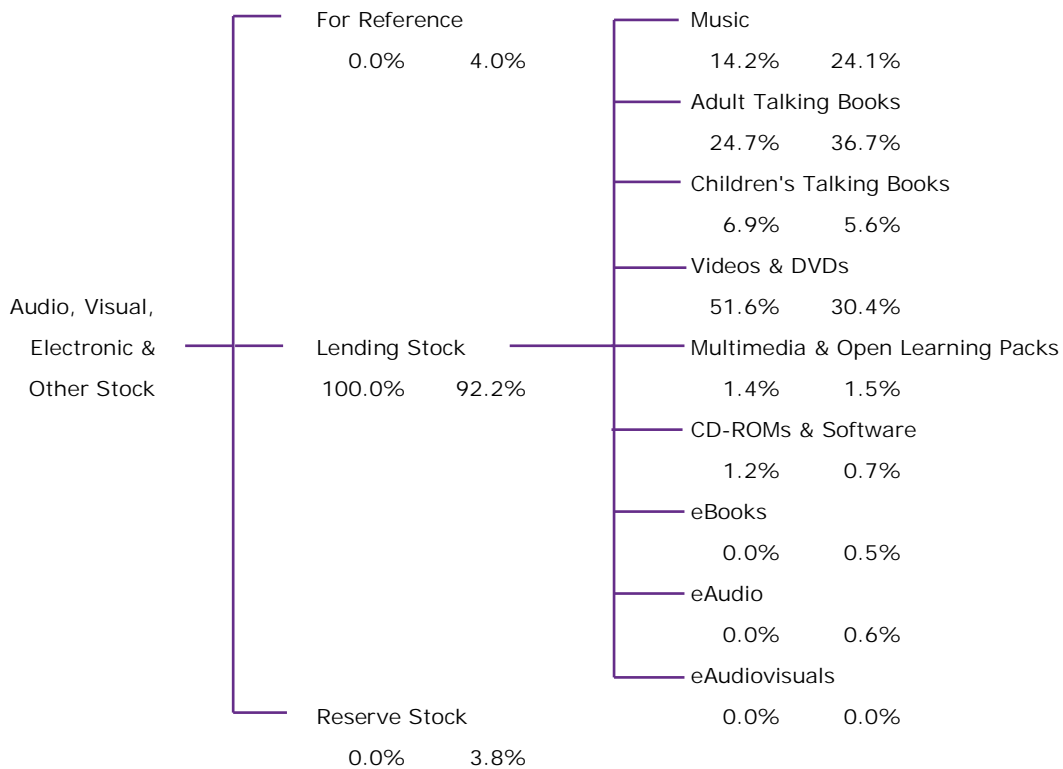 For Reference
0.0% 4.0%
Audio, Visual,
Electronic &
Other Stock
Lending Stock
100.0% 92.2%
Reserve Stock
0.0% 3.8%
Music
14.2% 24.1%
Adult Talking Books
24.7% 36.7%
Children's Talking Books
6.9% 5.6%
Videos & DVDs
51.6% 30.4%
Multimedia & Open Learning Packs
1.4% 1.5%
CD-ROMs & Software
1.2% 0.7%
eBooks
0.0% 0.5%
eAudio
0.0% 0.6%
eAudiovisuals
0.0% 0.0%